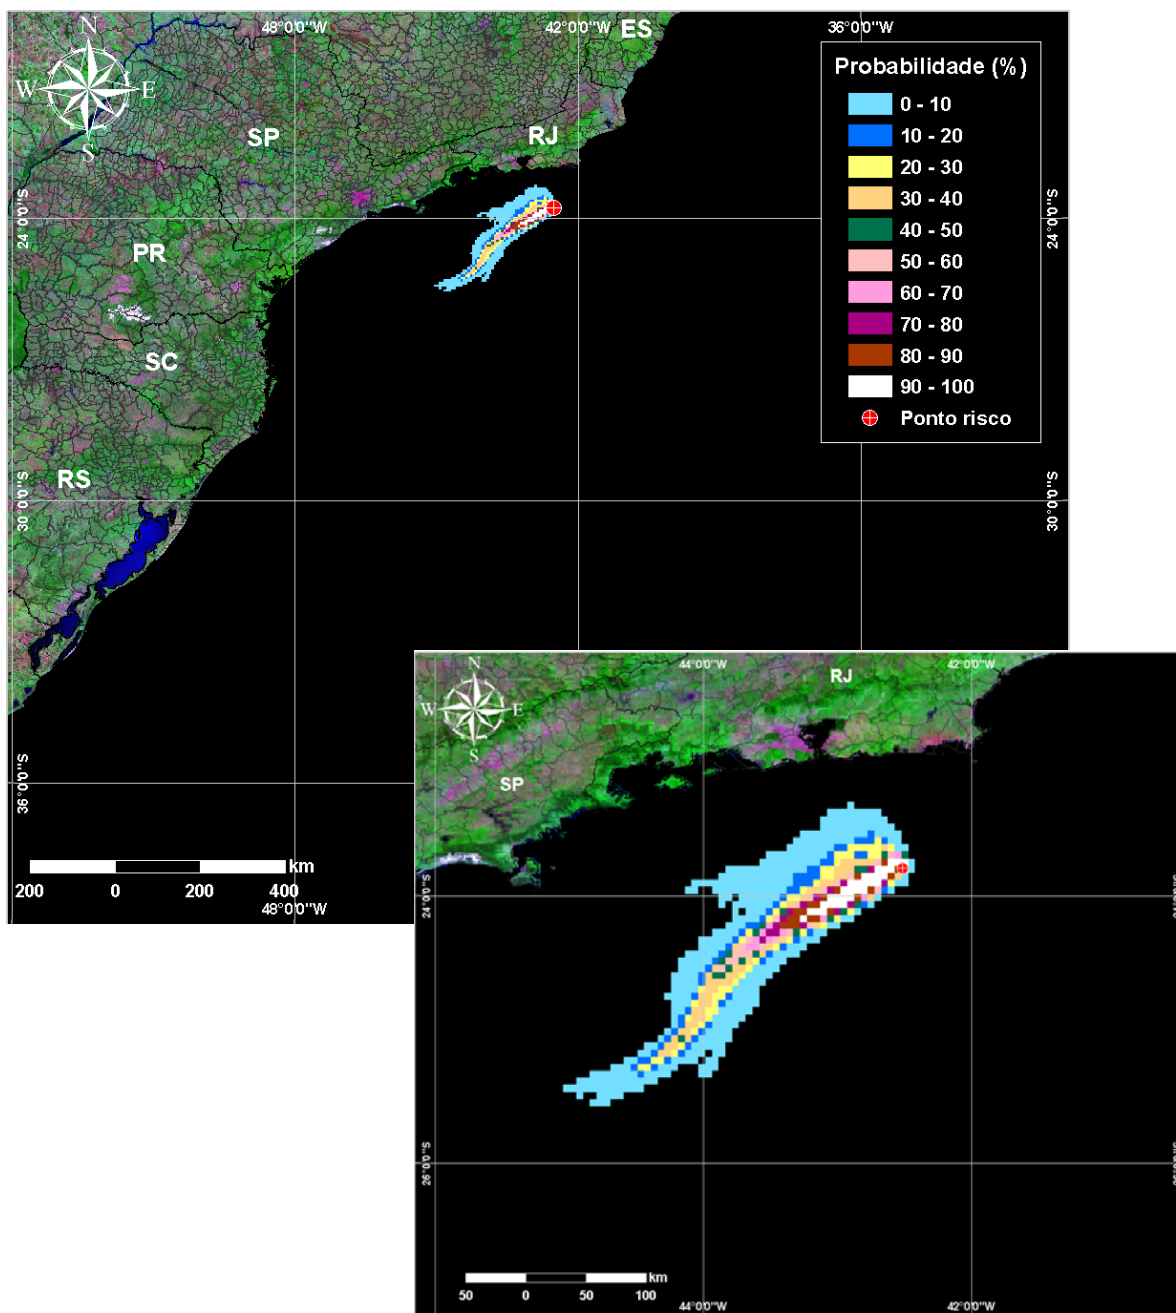 48°0'0"W
42°0'0"W
36°0'0"W
N
W
E
S
ES
SP
RJ
PR
SC
RS
24°0'0"S
24°0'0"S
30°0'0"S
30°0'0"S
36°0'0"S
Probabilidade (%)
0 - 10
10 - 20
20 - 30
30 - 40
40 - 50
50 - 60
60 - 70
70 - 80
80 - 90
90 - 100
Ponto risco
km
200 0 200 400
48°0'0"W
44°0'0"W
42°0'0"W
N
W
E
S
RJ
SP
24°0'0"S
26°0'0"S
km
50 0 50 100
44°0'0"W
42°0'0"W